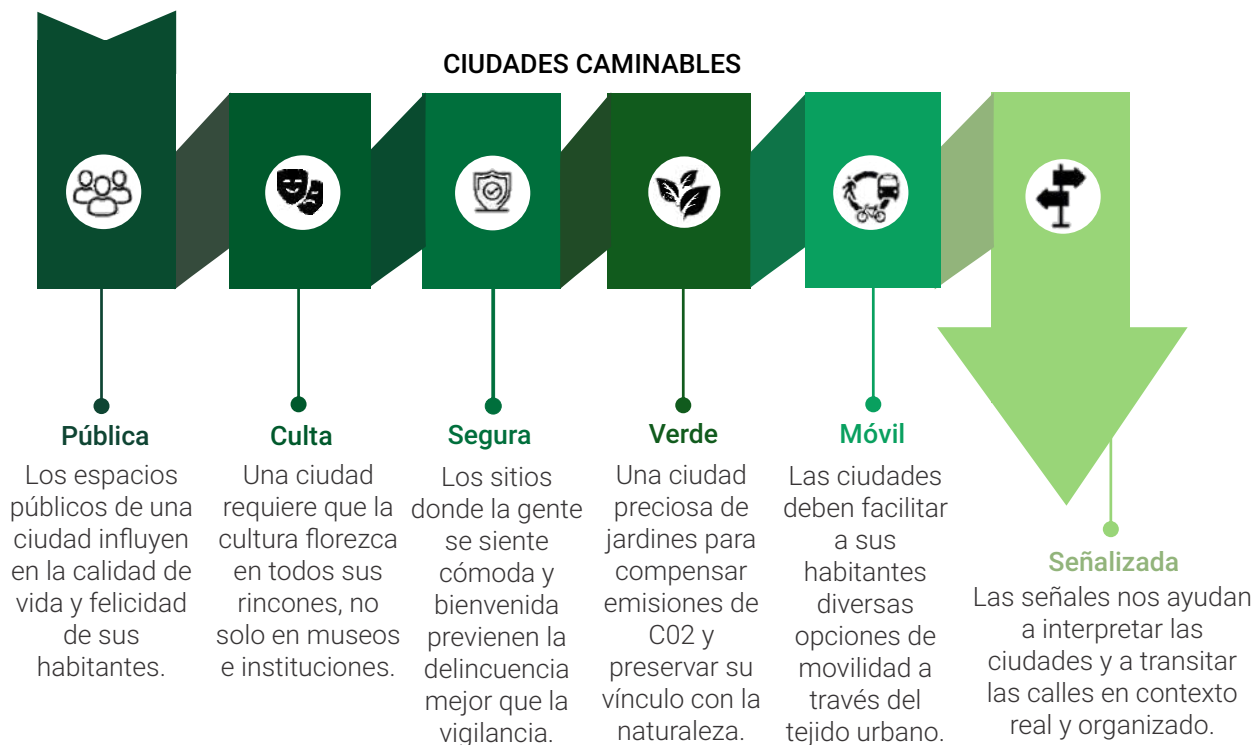 CIUDADES CAMINABLES
Pública
Los espacios
públicos de una
ciudad influyen
en la calidad de
vida y felicidad
de sus
habitantes.
Culta
Una ciudad
requiere que la
cultura florezca
en todos sus
rincones, no
solo en museos
e instituciones.
Segura
Los sitios
donde la gente
se siente
cómoda y
bienvenida
previenen la
delincuencia
mejor que la
vigilancia.
Verde
Una ciudad
preciosa de
jardines para
compensar
emisiones de
C02 y
preservar su
vínculo con la
naturaleza.
Móvil
Las ciudades
deben facilitar
a sus
habitantes
diversas
opciones de
movilidad a
través del
tejido urbano.
Señalizada
Las señales nos ayudan
a interpretar las
ciudades y a transitar
las calles en contexto
real y organizado.